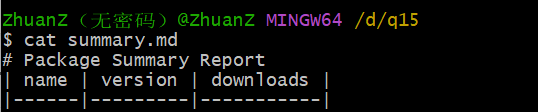 ZhuanZ（无密码）@ZhuanZ MINGW64 /d/q15
$ cat summary.md
# Package Summary Report
| name | version | downloads |
|------|---------|-----------|